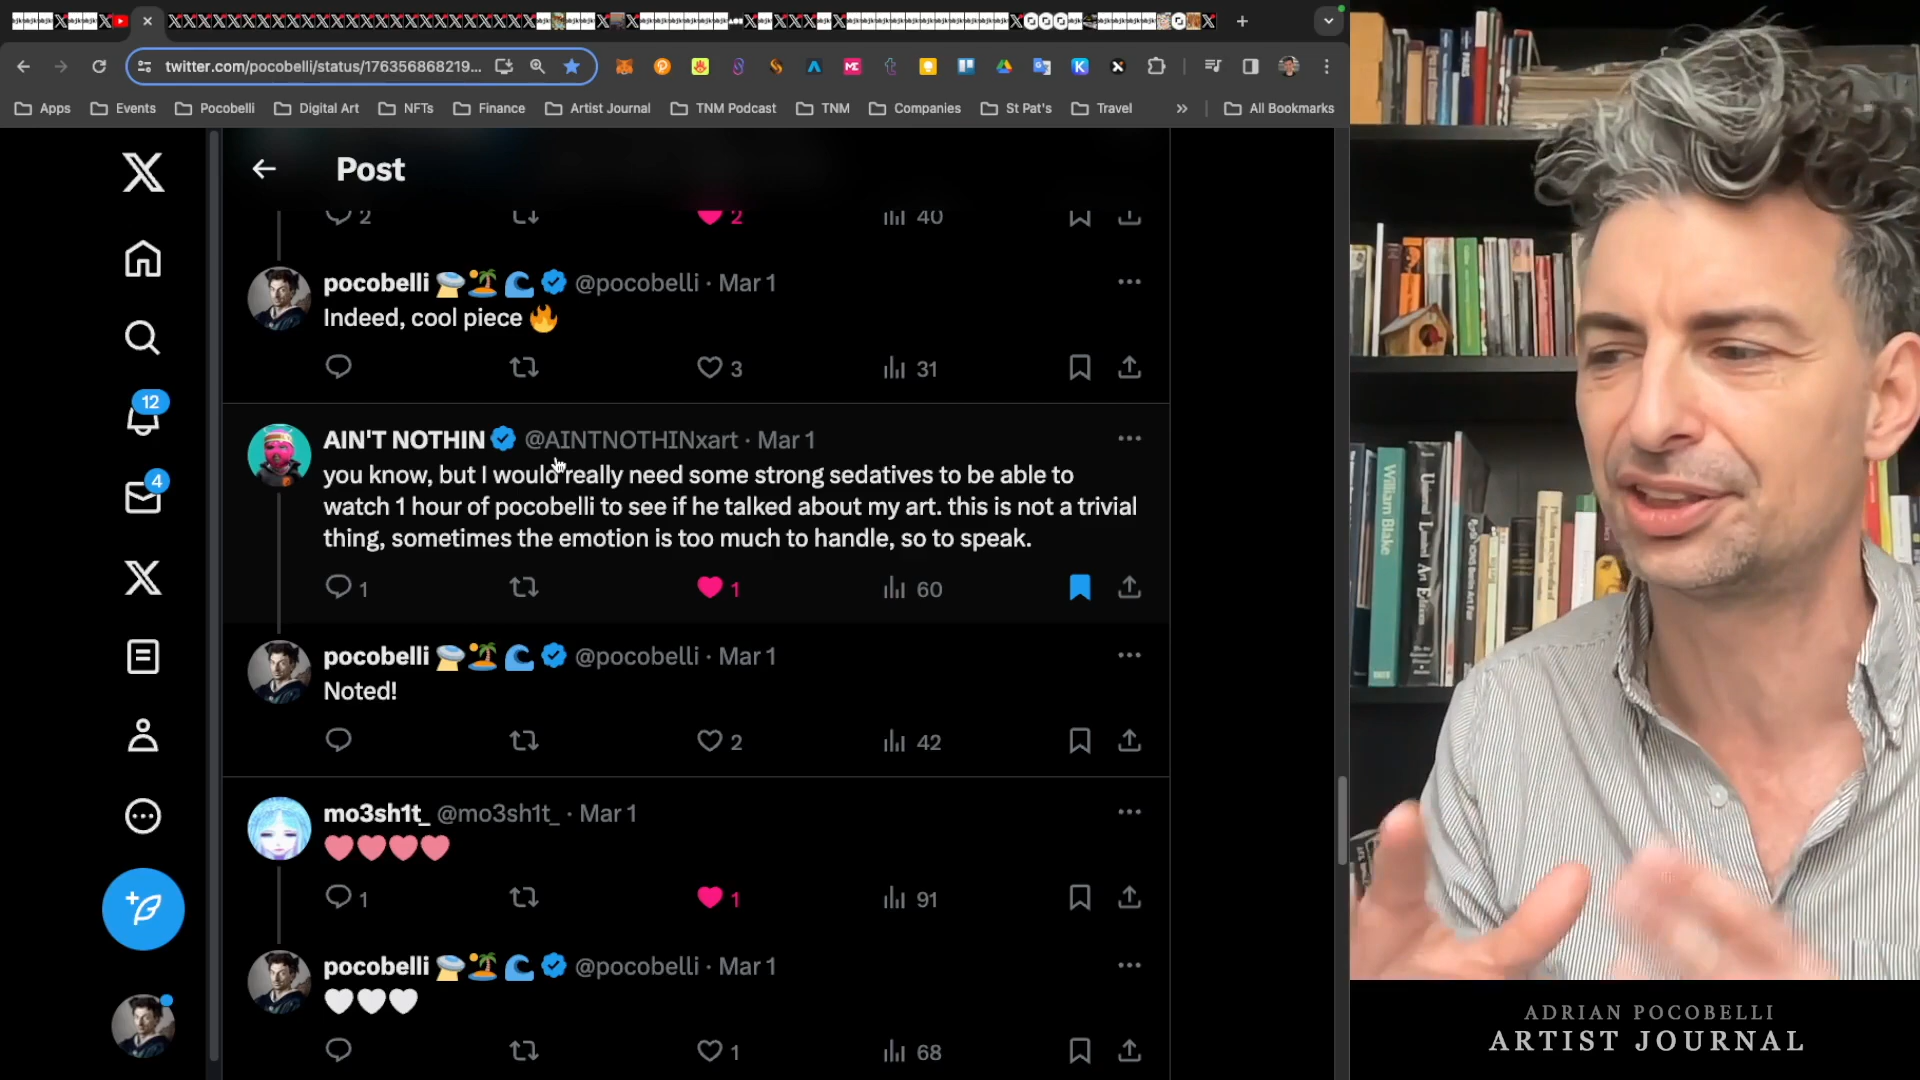 twitter.com/pocobelli/status/176356868219...
Apps
Events
Pocobelli
Digital Art
NFTs
Finance
Artist Journal
TNM Podcast
TNM
Companies
St Pat's
Travel
»
All Bookmarks
Post
2
2
40
pocobelli @pocobelli · Mar 1
Indeed, cool piece 🔥
3
31
AIN'T NOTHIN @AINTNOTHINxart · Mar 1
you know, but I would really need some strong sedatives to be able to
watch 1 hour of pocobelli to see if he talked about my art. this is not a trivial
thing, sometimes the emotion is too much to handle, so to speak.
1
1
60
pocobelli @pocobelli · Mar 1
Noted!
2
42
mo3sh1t_ @mo3sh1t_ · Mar 1
1
1
91
pocobelli @pocobelli · Mar 1
1
68
12
4
William Blake
ADRIAN POCOBELLI
ARTIST JOURNAL